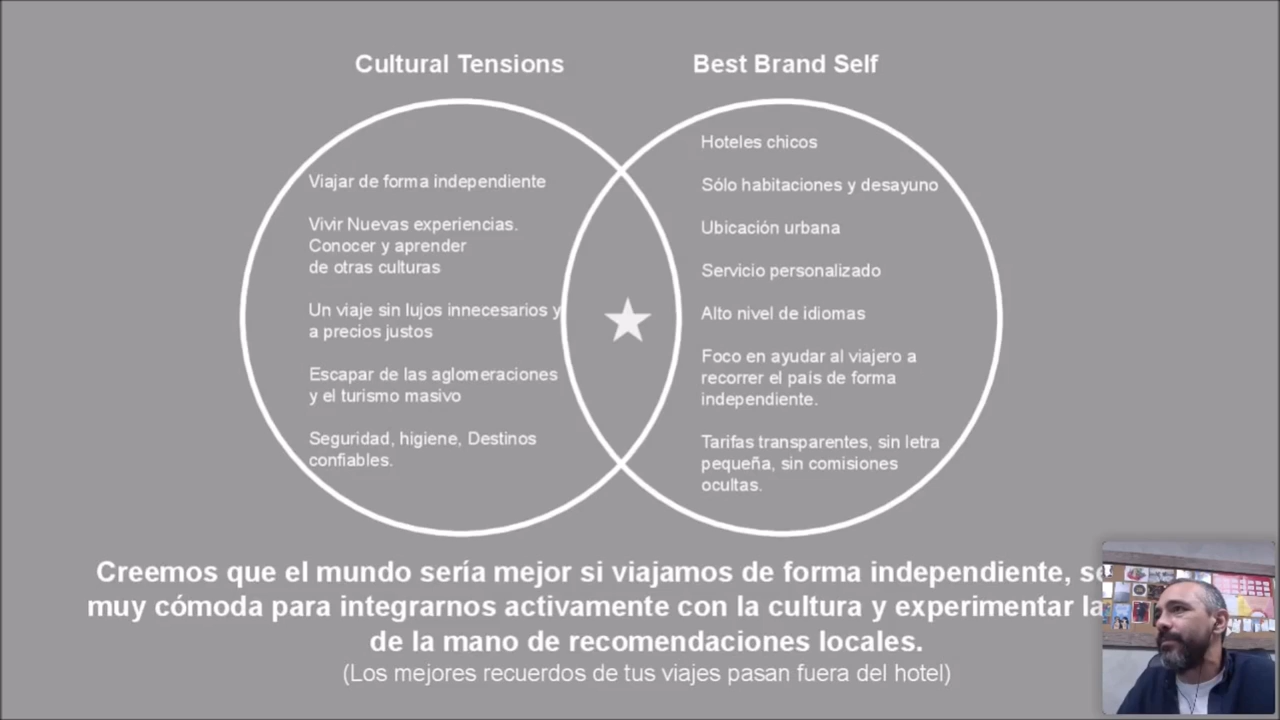 Cultural Tensions
Best Brand Self
Viajar de forma independiente
Vivir Nuevas experiencias.
Conocer y aprender
de otras culturas
Un viaje sin lujos innecesarios y
a precios justos
Escapar de las aglomeraciones
y el turismo masivo
Seguridad, higiene, Destinos
confiables.
Hoteles chicos
Sólo habitaciones y desayuno
Ubicación urbana
Servicio personalizado
Alto nivel de idiomas
Foco en ayudar al viajero a
recorrer el país de forma
independiente.
Tarifas transparentes, sin letra
pequeña, sin comisiones
ocultas.
Creemos que el mundo sería mejor si viajamos de forma independiente,
muy cómoda para integrarnos activamente con la cultura y experimentar
de la mano de recomendaciones locales.
(Los mejores recuerdos de tus viajes pasan fuera del hotel)